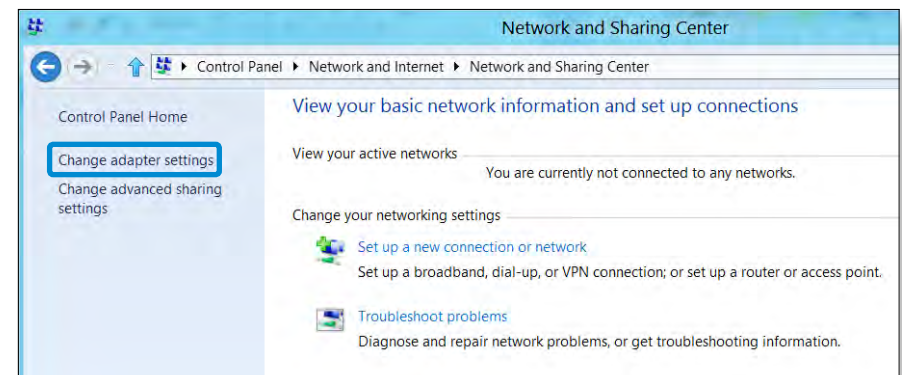 Network and Sharing Center
Control Panel ▸ Network and Internet ▸ Network and Sharing Center
Control Panel Home
Change adapter settings
Change advanced sharing
settings
View your basic network information and set up connections
View your active networks
You are currently not connected to any networks.
Change your networking settings
Set up a new connection or network
Set up a broadband, dial-up, or VPN connection; or set up a router or access point.
Troubleshoot problems
Diagnose and repair network problems, or get troubleshooting information.